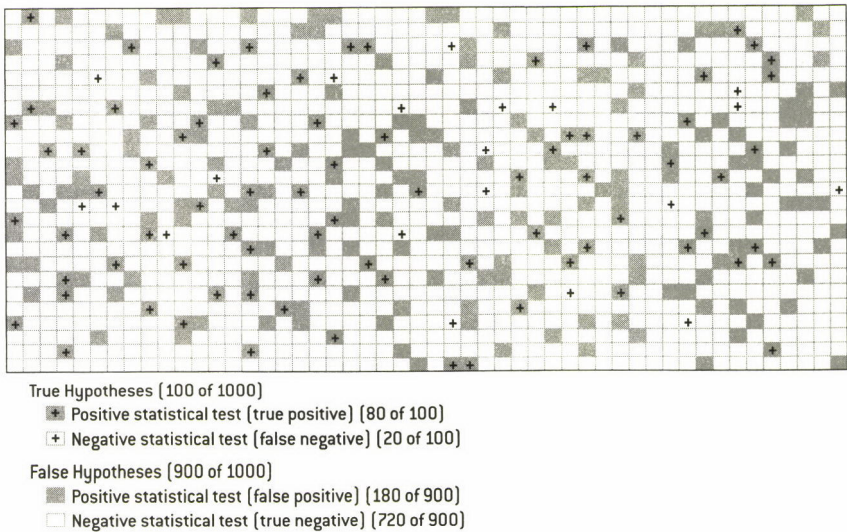 True Hypotheses (100 of 1000)
+ Positive statistical test (true positive) (80 of 100)
+ Negative statistical test (false negative) (20 of 100)
False Hypotheses (900 of 1000)
Positive statistical test (false positive) (180 of 900)
Negative statistical test (true negative) (720 of 900)